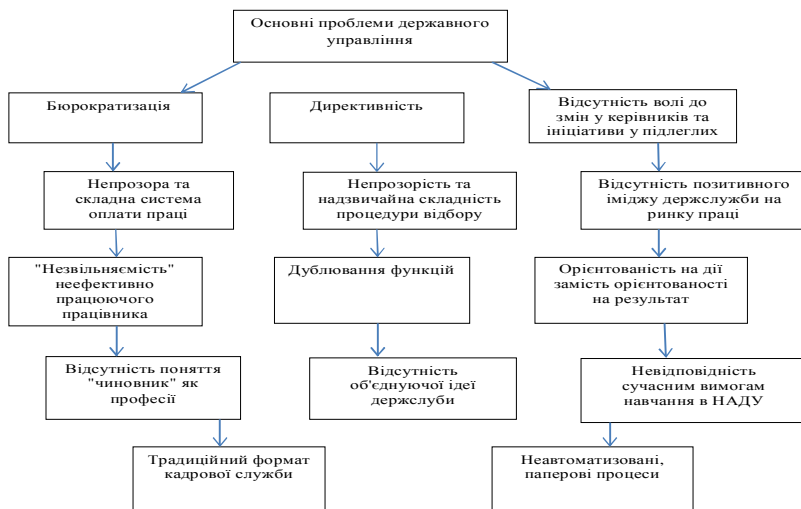 Основні проблеми державного
управління
Бюрократизація
Директивність
Відсутність волі до
змін у керівників та
ініціативи у підлеглих
Непрозора та
складна система
оплати праці
Непрозорість та
надзвичайна складність
процедури відбору
Відсутність позитивного
іміджу держслужби на
ринку праці
"Незвільняємість"
неефективно
працюючого
працівника
Дублювання функцій
Орієнтованість на дії
замість орієнтованості
на результат
Відсутність поняття
"чиновник" як
професії
Відсутність
об'єднуючої ідеї
держслуби
Невідповідність
сучасним вимогам
навчання в НАДУ
Традиційний формат
кадрової служби
Неавтоматизовані,
паперові процеси